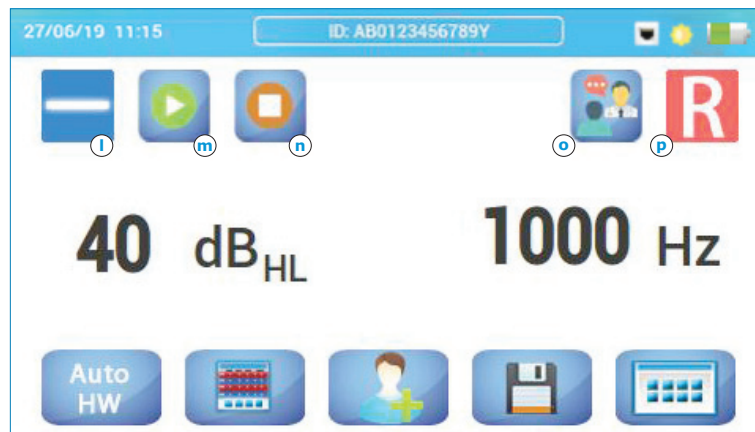 27/06/19 11:15 ID: AB0123456789Y
R
l m n o p
40 dBHL 1000 Hz
Auto
HW